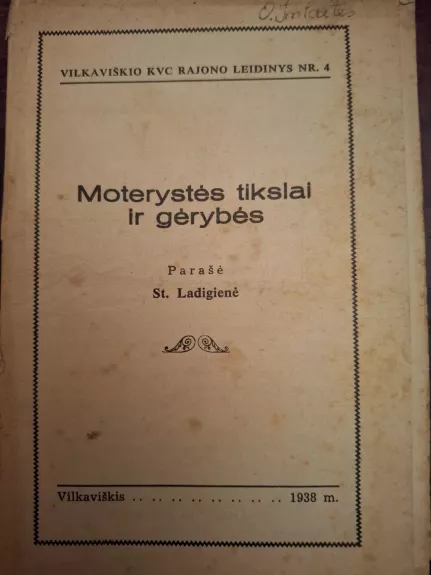 VILKAVIŠKIO KVC RAJONO LEIDINYS NR. 4
Moterystės tikslai
ir gėrybės
Parašė
St. Ladigienė
Vilkaviškis .. .. .. .. .. .. .. .. 1938 m.